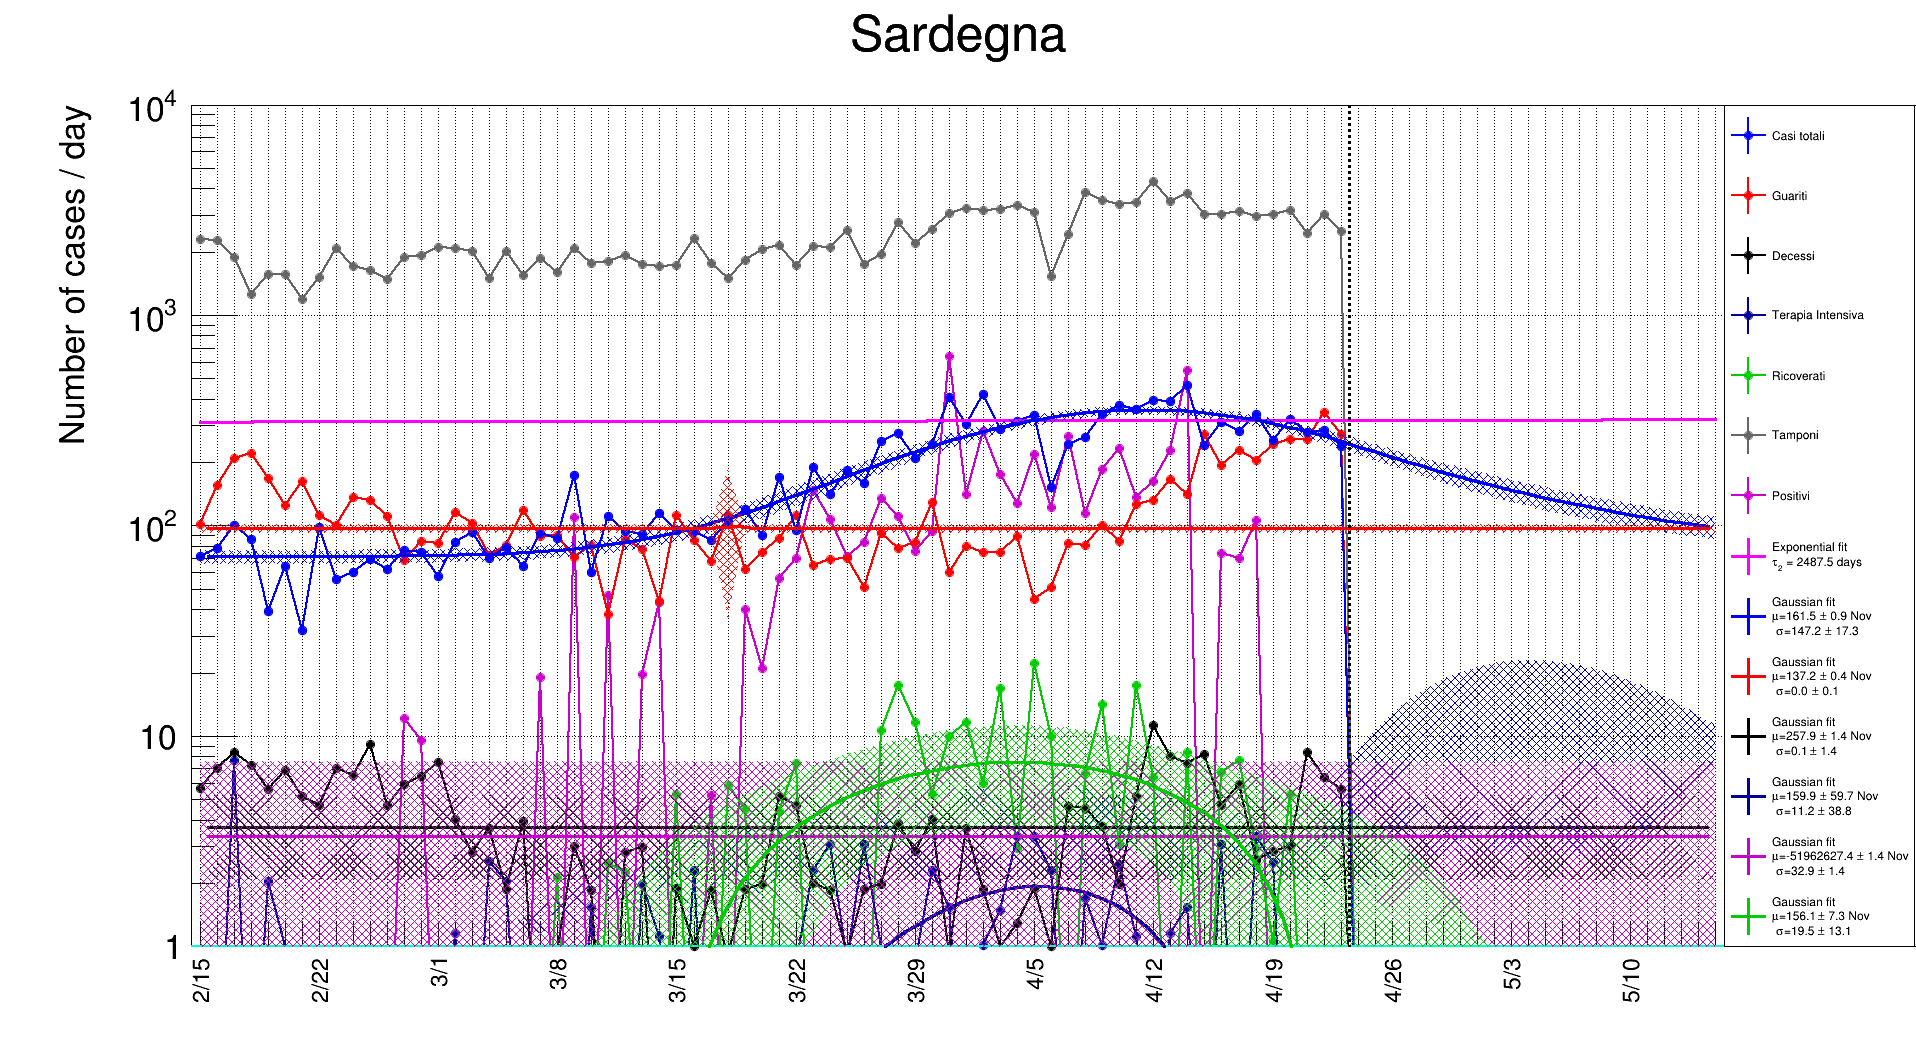 Sardegna
Number of cases / day
10^4
10^3
10^2
10
1
2/15
2/22
3/1
3/8
3/15
3/22
3/29
4/5
4/12
4/19
4/26
5/3
5/10
Casi totali
Guariti
Decessi
Terapia Intensiva
Ricoverati
Tamponi
Positivi
Exponential fit
τ_2 = 2487.5 days
Gaussian fit
μ=161.5 ± 0.9 Nov
σ=147.2 ± 17.3
Gaussian fit
μ=137.2 ± 0.4 Nov
σ=0.0 ± 0.1
Gaussian fit
μ=257.9 ± 1.4 Nov
σ=0.1 ± 1.4
Gaussian fit
μ=159.9 ± 59.7 Nov
σ=11.2 ± 38.8
Gaussian fit
μ=-51962627.4 ± 1.4 Nov
σ=32.9 ± 1.4
Gaussian fit
μ=156.1 ± 7.3 Nov
σ=19.5 ± 13.1